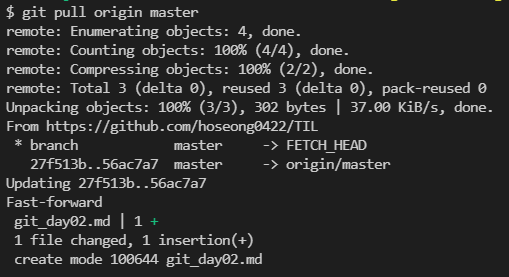 $ git pull origin master
remote: Enumerating objects: 4, done.
remote: Counting objects: 100% (4/4), done.
remote: Compressing objects: 100% (2/2), done.
remote: Total 3 (delta 0), reused 3 (delta 0), pack-reused 0
Unpacking objects: 100% (3/3), 302 bytes | 37.00 KiB/s, done.
From https://github.com/hoseong0422/TIL
 * branch            master     -> FETCH_HEAD
   27f513b..56ac7a7  master     -> origin/master
Updating 27f513b..56ac7a7
Fast-forward
 git_day02.md | 1 +
 1 file changed, 1 insertion(+)
 create mode 100644 git_day02.md